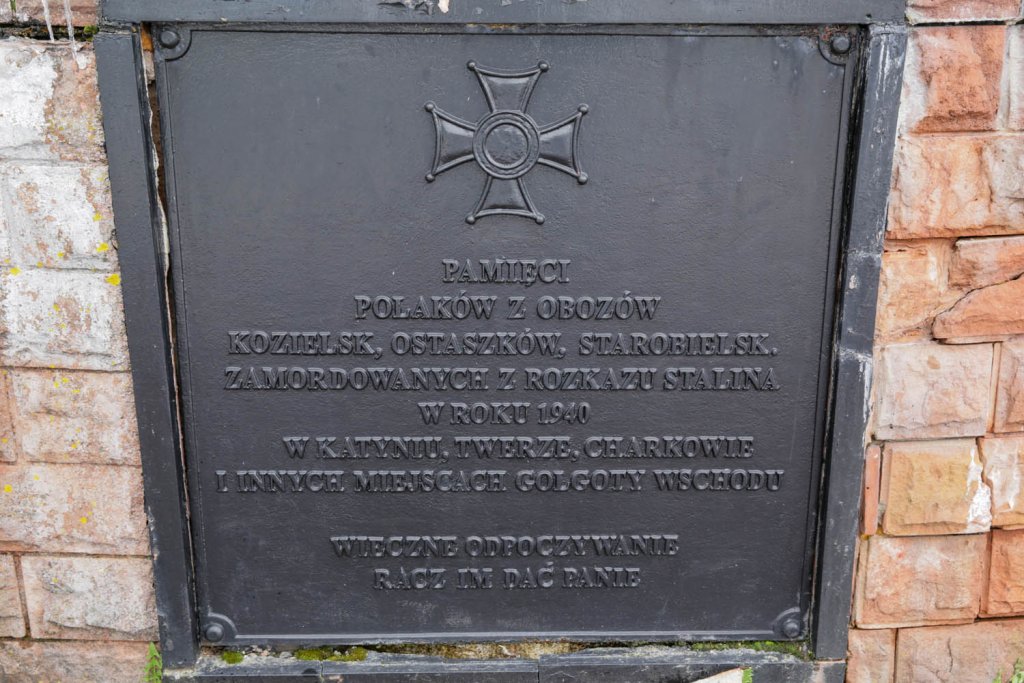 PAMIĘCI
POLAKÓW Z OBOZÓW
KOZIELSK, OSTASZKÓW, STAROBIELSK.
ZAMORDOWANYCH Z ROZKAZU STALINA
W ROKU 1940
W KATYNIU, TWERZE, CHARKOWIE
I INNYCH MIEJSCACH GOLGOTY WSCHODU
WIECZNE ODPOCZYWANIE
RACZ IM DAĆ PANIE